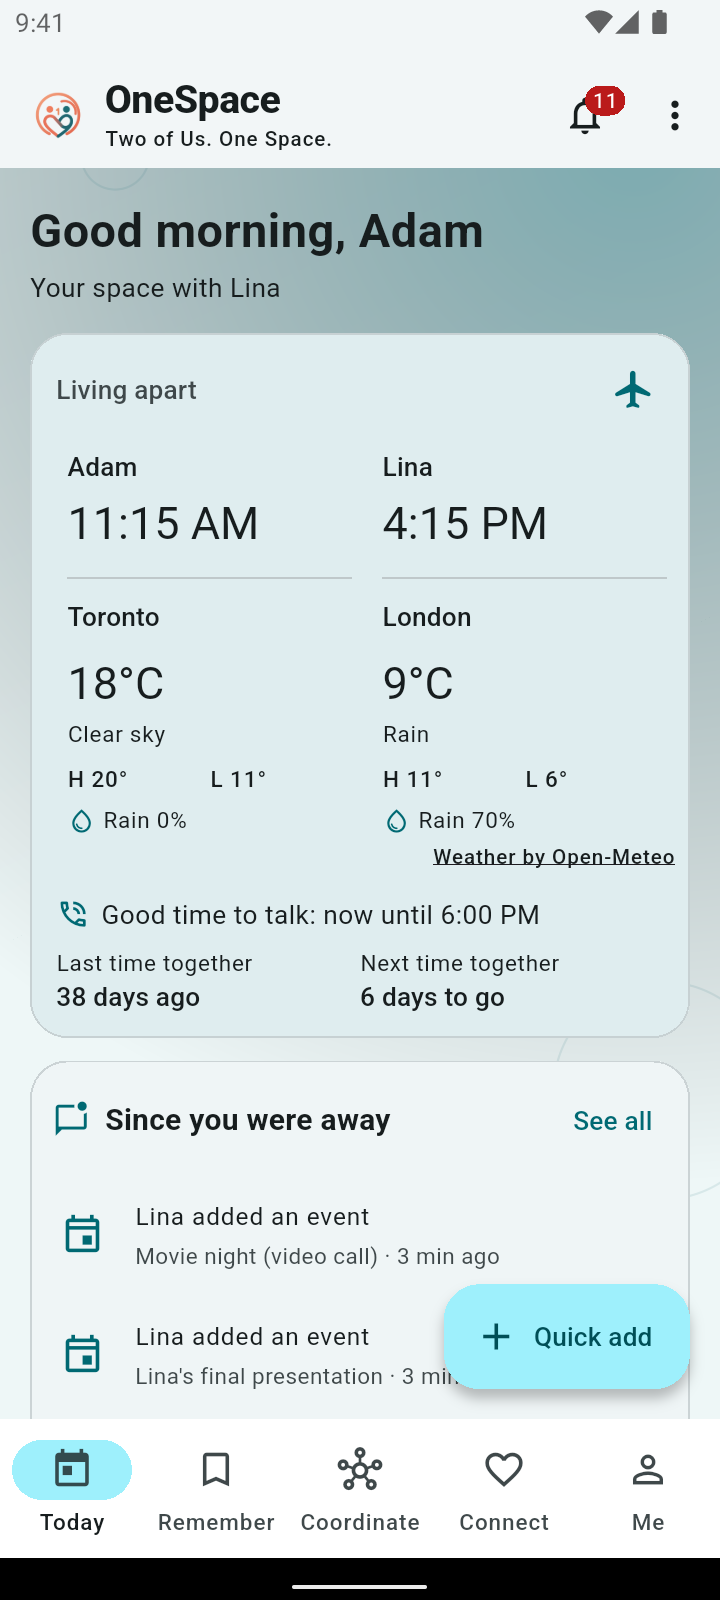 9:41
OneSpace
Two of Us. One Space.
11
Good morning, Adam
Your space with Lina
Living apart
Adam
11:15 AM
Lina
4:15 PM
Toronto
18°C
Clear sky
H 20° L 11°
Rain 0%
London
9°C
Rain
H 11° L 6°
Rain 70%
Weather by Open-Meteo
Good time to talk: now until 6:00 PM
Last time together
38 days ago
Next time together
6 days to go
Since you were away
See all
Lina added an event
Movie night (video call) · 3 min ago
Lina added an event
Lina's final presentation · 3 min
Quick add
Today
Remember
Coordinate
Connect
Me